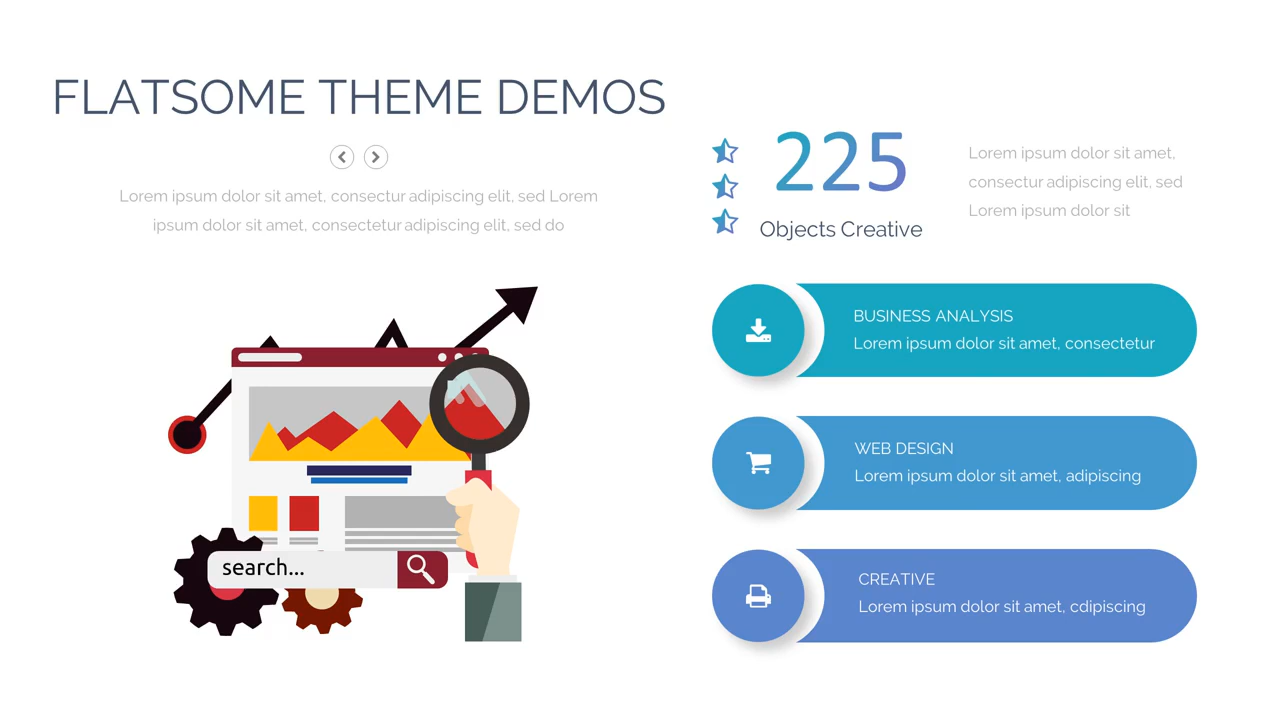 FLATSOME THEME DEMOS
Lorem ipsum dolor sit amet, consectur adipiscing elit, sed Lorem
ipsum dolor sit amet, consectetur adipiscing elit, sed do
search...
225
Objects Creative
Lorem ipsum dolor sit amet,
consectur adipiscing elit, sed
Lorem ipsum dolor sit
BUSINESS ANALYSIS
Lorem ipsum dolor sit amet, consectetur
WEB DESIGN
Lorem ipsum dolor sit amet, adipiscing
CREATIVE
Lorem ipsum dolor sit amet, cdipiscing